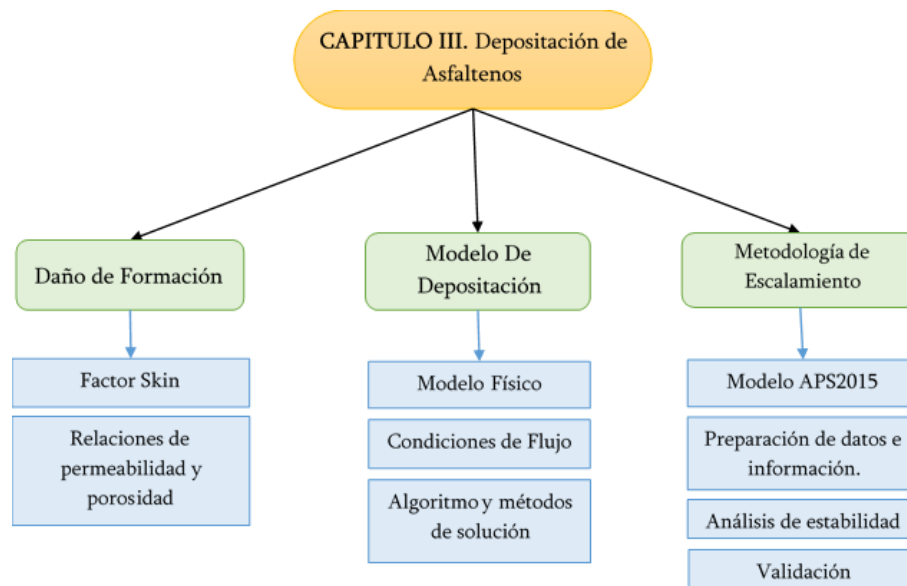 CAPITULO III. Depositación de
Asfaltenos
Daño de Formación
Factor Skin
Relaciones de
permeabilidad y
porosidad
Modelo De
Depositación
Modelo Físico
Condiciones de Flujo
Algoritmo y métodos
de solución
Metodología de
Escalamiento
Modelo APS2015
Preparación de datos e
información.
Análisis de estabilidad
Validación